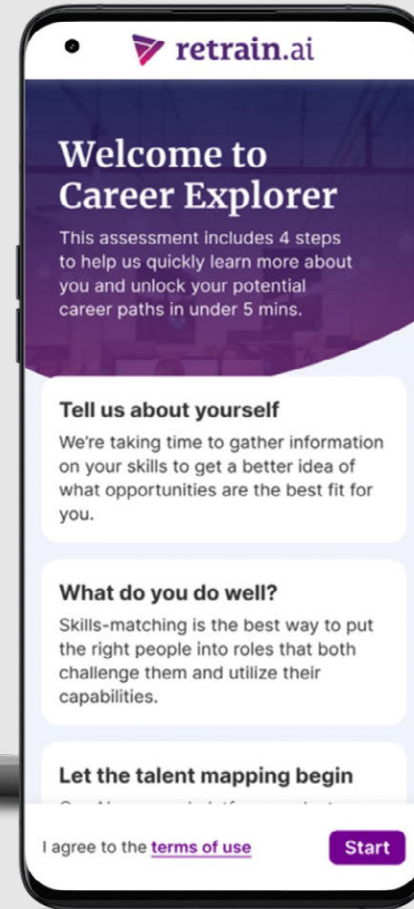 retrain.ai
Welcome to
Career Explorer
This assessment includes 4 steps
to help us quickly learn more about
you and unlock your potential
career paths in under 5 mins.
Tell us about yourself
We’re taking time to gather information
on your skills to get a better idea of
what opportunities are the best fit for
you.
What do you do well?
Skills-matching is the best way to put
the right people into roles that both
challenge them and utilize their
capabilities.
Let the talent mapping begin
I agree to the terms of use
Start